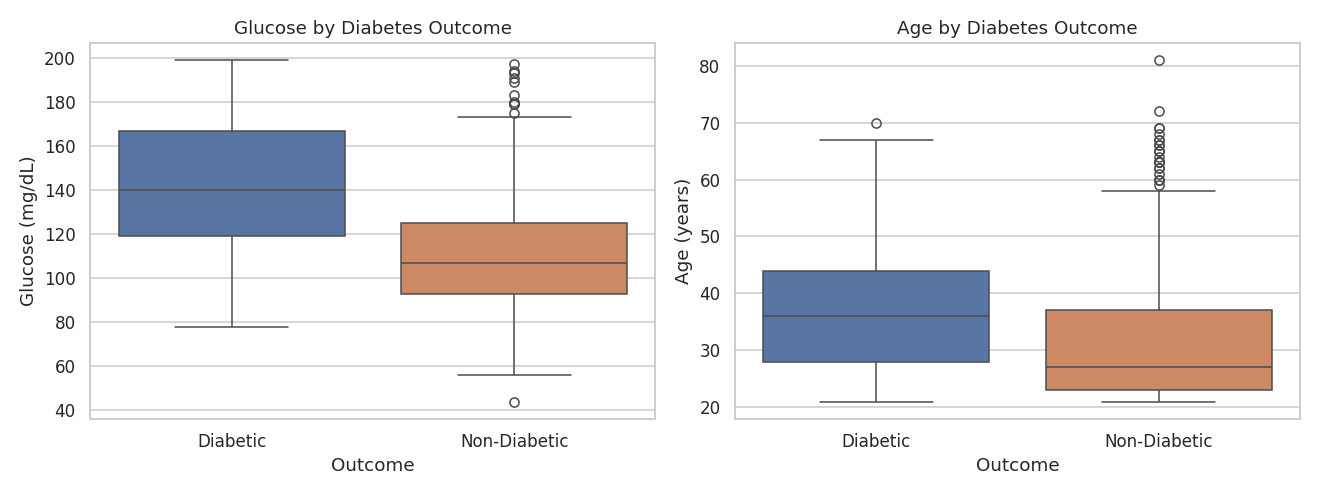 Glucose by Diabetes Outcome
Glucose (mg/dL)
200
180
160
140
120
100
80
60
40
Diabetic
Non-Diabetic
Outcome
Age by Diabetes Outcome
Age (years)
80
70
60
50
40
30
20
Diabetic
Non-Diabetic
Outcome